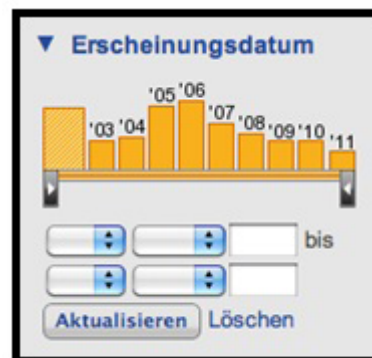 Erscheinungsdatum
'03 '04 '05 '06 '07 '08 '09 '10 '11
bis
Aktualisieren Löschen